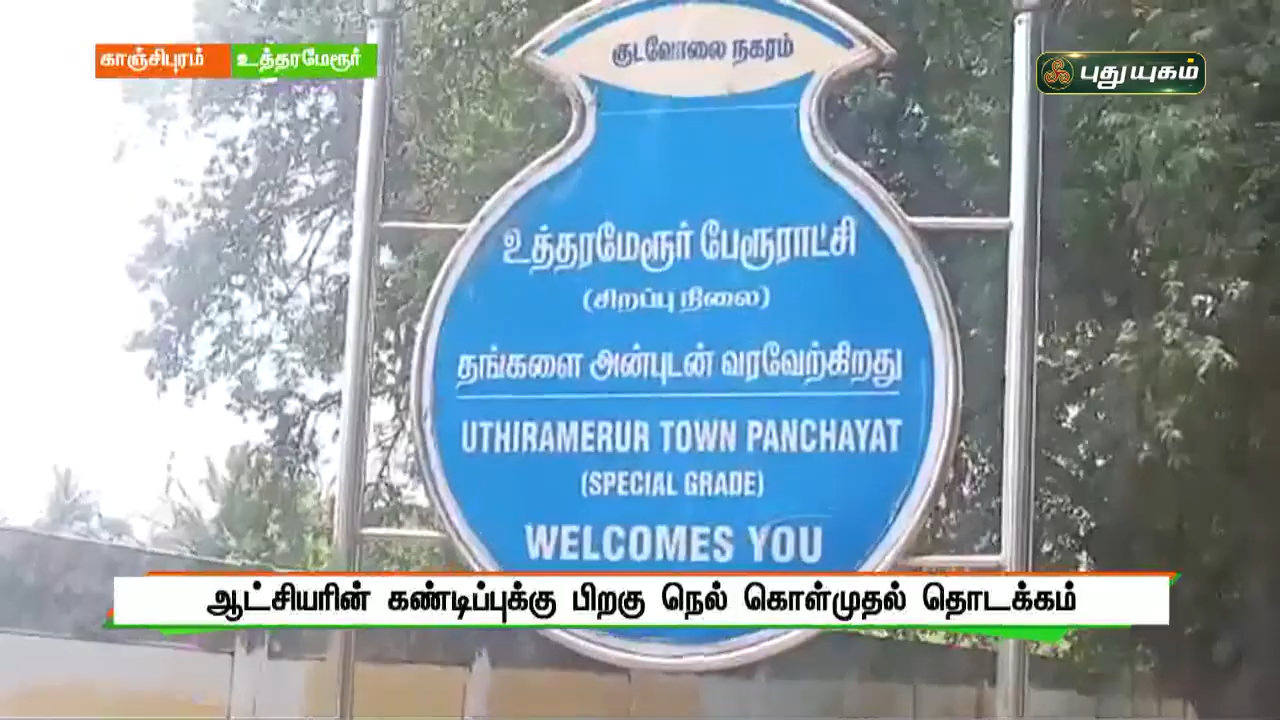 காஞ்சிபுரம் உத்தரமேரூர்
புதுயுகம்
குடவோலை நகரம்
உத்தரமேரூர் பேரூராட்சி
(சிறப்பு நிலை)
தங்களை அன்புடன் வரவேற்கிறது
UTHIRAMERUR TOWN PANCHAYAT
(SPECIAL GRADE)
WELCOMES YOU
ஆட்சியரின் கண்டிப்புக்கு பிறகு நெல் கொள்முதல் தொடக்கம்